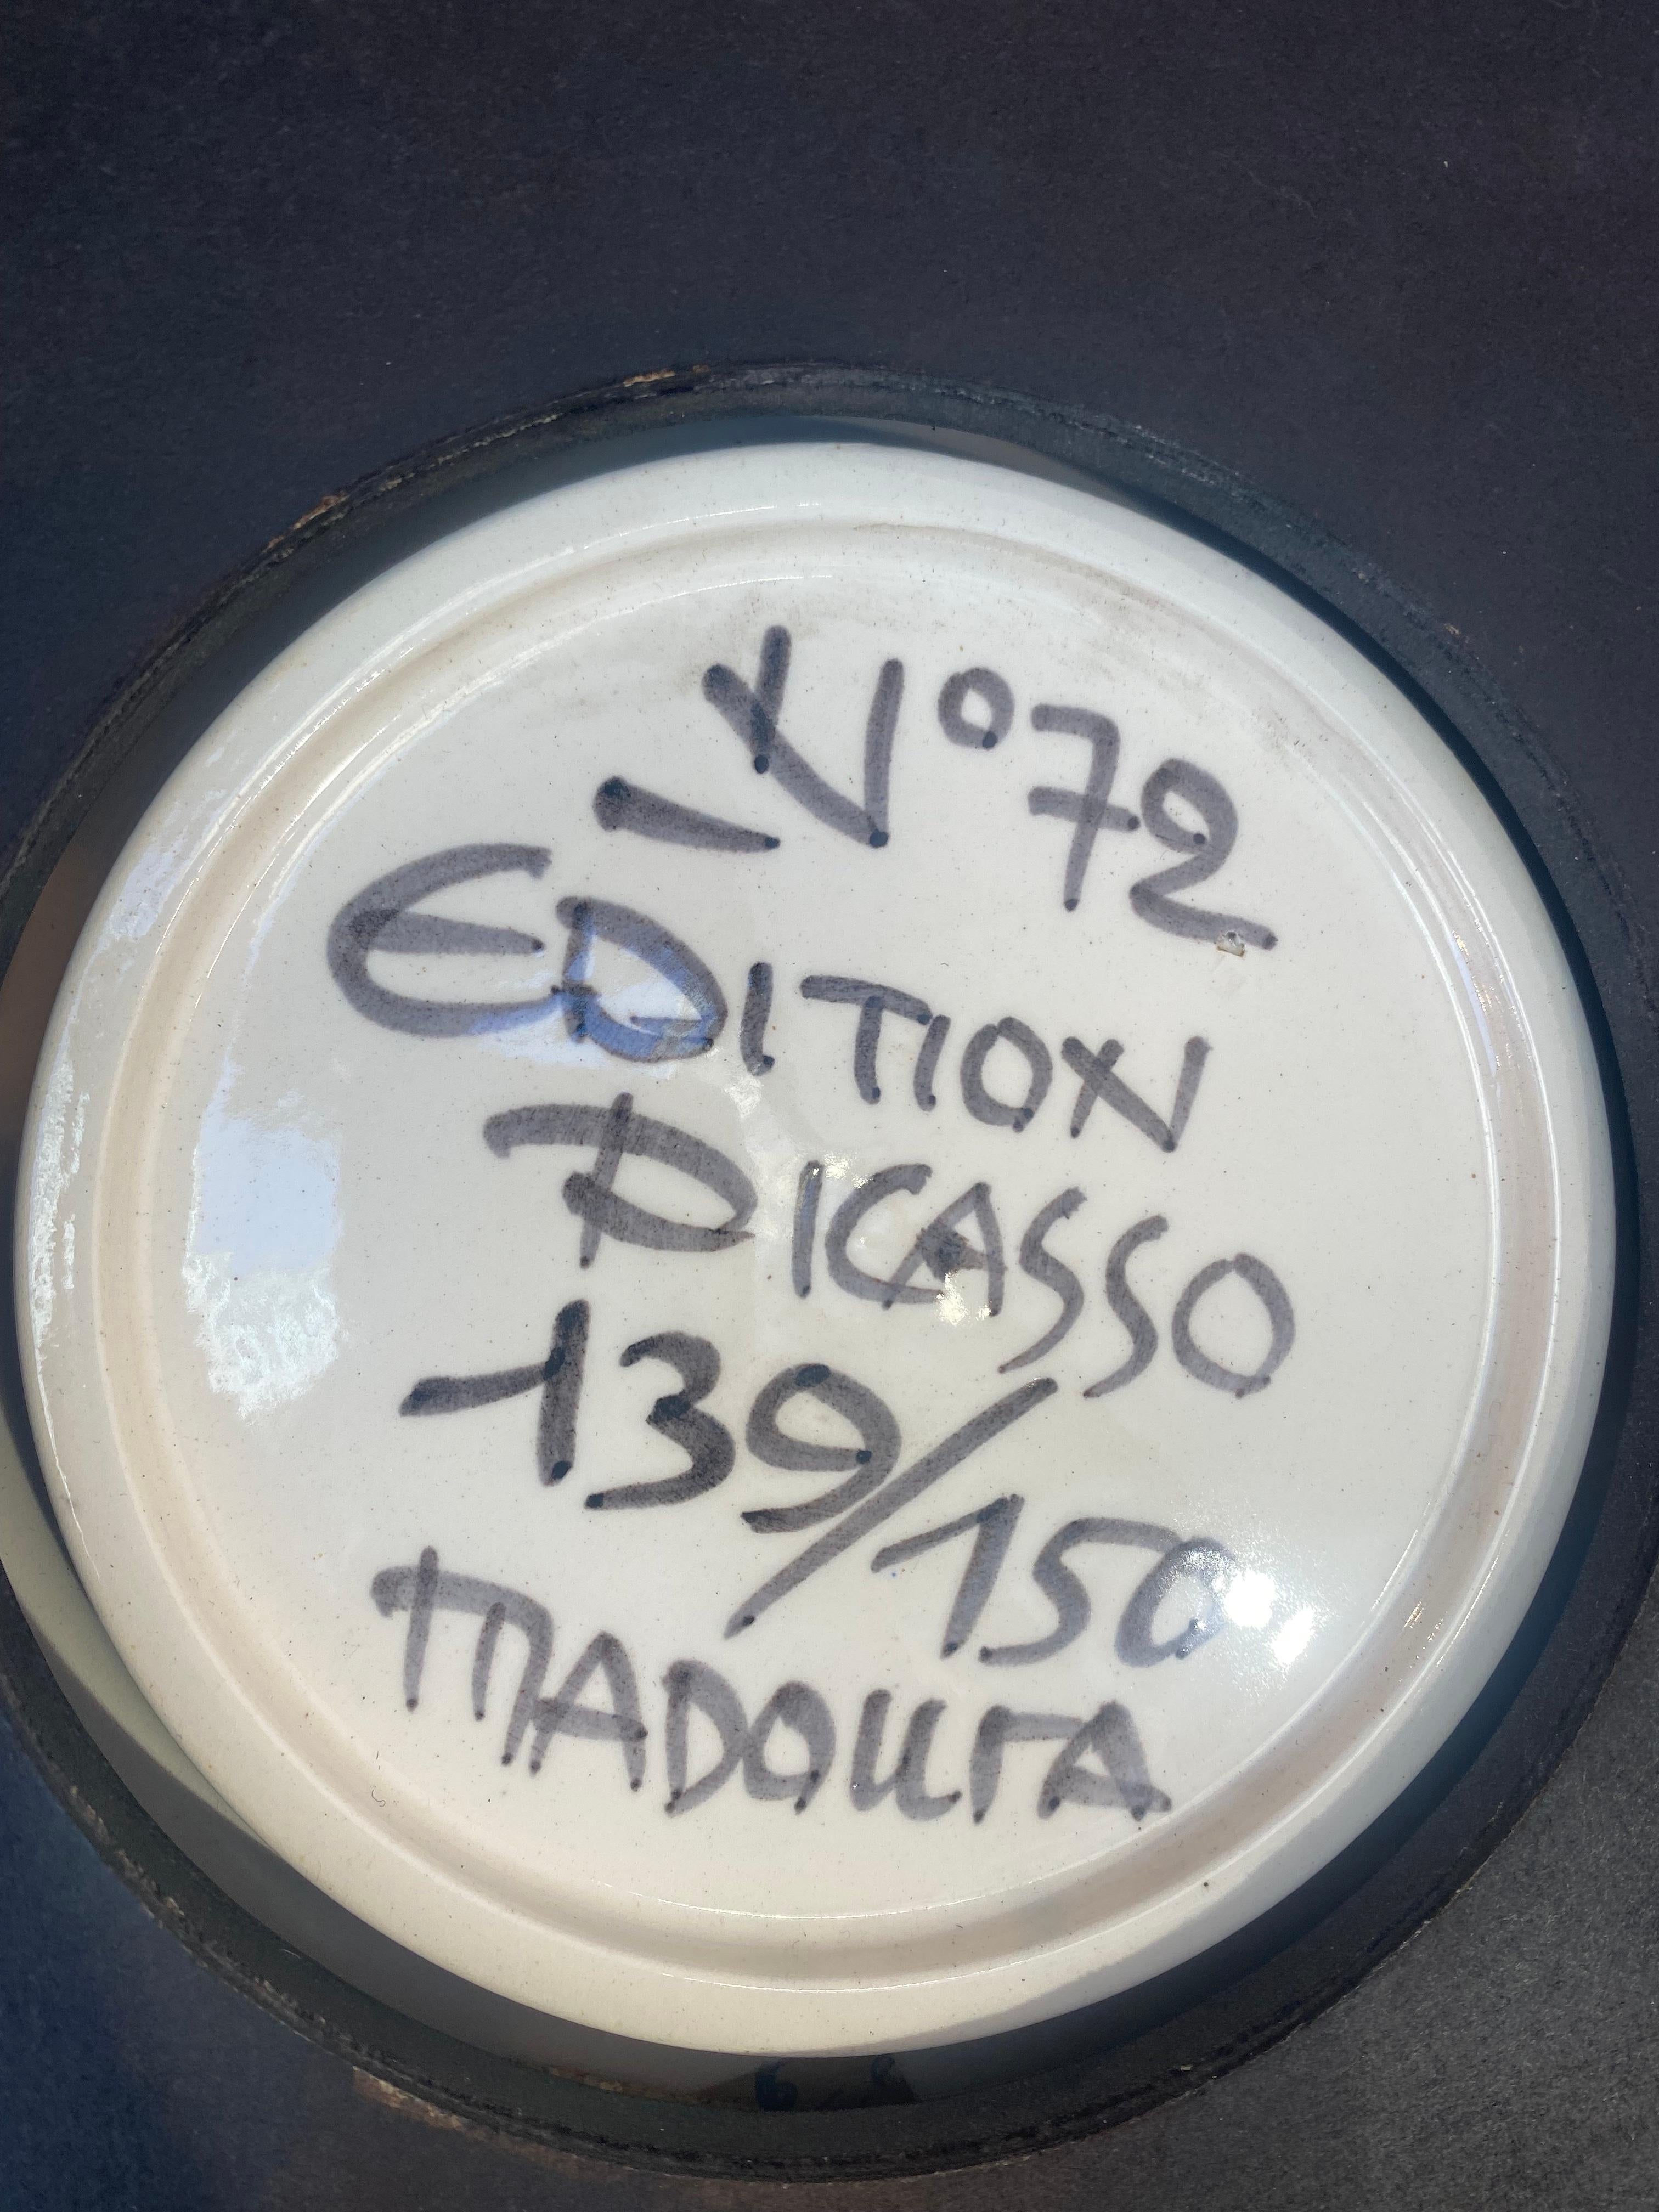 N°72
EDITION
PICASSO
139/150
MADOURA